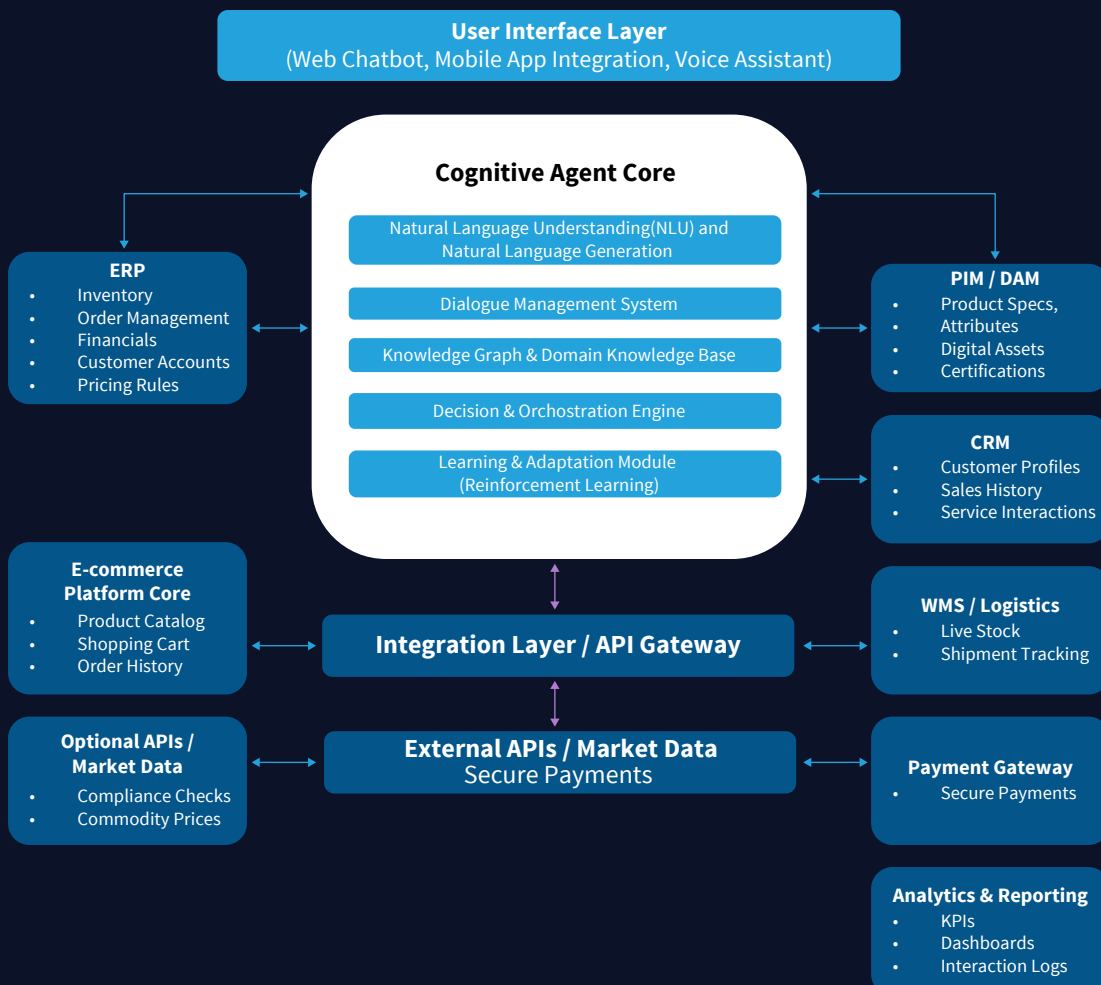 User Interface Layer
(Web Chatbot, Mobile App Integration, Voice Assistant)
Cognitive Agent Core
Natural Language Understanding(NLU) and
Natural Language Generation
Dialogue Management System
Knowledge Graph & Domain Knowledge Base
Decision & Orchostration Engine
Learning & Adaptation Module
(Reinforcement Learning)
ERP
• Inventory
• Order Management
• Financials
• Customer Accounts
• Pricing Rules
PIM / DAM
• Product Specs,
• Attributes
• Digital Assets
• Certifications
CRM
• Customer Profiles
• Sales History
• Service Interactions
E-commerce
Platform Core
• Product Catalog
• Shopping Cart
• Order History
Integration Layer / API Gateway
WMS / Logistics
• Live Stock
• Shipment Tracking
Optional APIs /
Market Data
• Compliance Checks
• Commodity Prices
External APIs / Market Data
Secure Payments
Payment Gateway
• Secure Payments
Analytics & Reporting
• KPIs
• Dashboards
• Interaction Logs